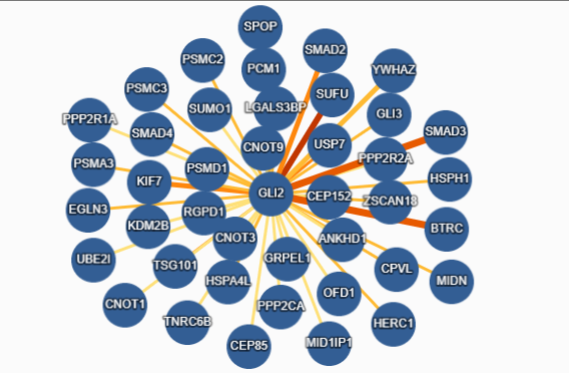 SPOP
SMAD2
PSMC2
PCM1
YWHAZ
PSMC3
SUFU
SUMO1
LGALS3BP
GLI3
PPP2R1A
SMAD4
SMAD3
CNOT9
USP7
PPP2R2A
PSMA3
PSMD1
KIF7
HSPH1
GLI2
CEP152
ZSCAN18
EGLN3
RGPD1
KDM2B
BTRC
CNOT3
ANKHD1
UBE2I
TSG101
GRPEL1
CPVL
HSPA4L
MIDN
OFD1
CNOT1
PPP2CA
TNRC6B
HERC1
CEP85
MID1IP1